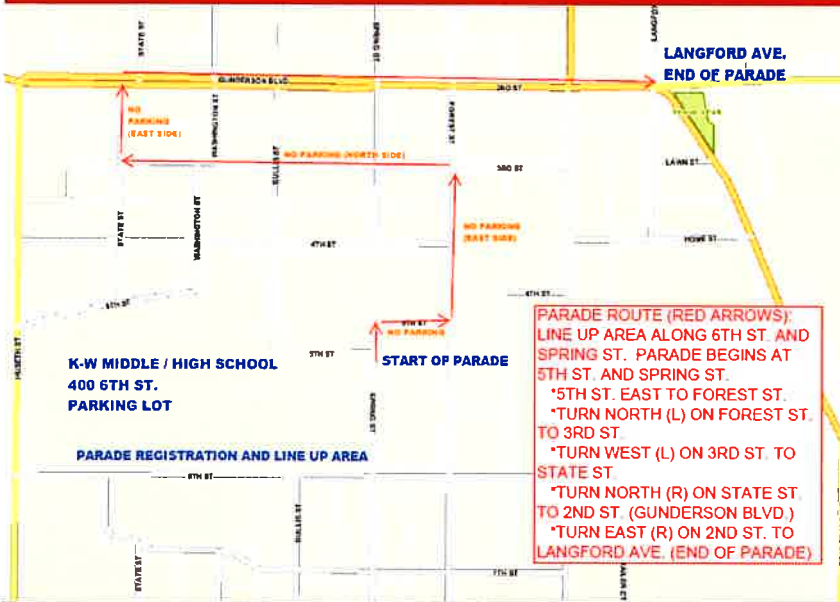 STATE ST
SPRING ST
LANGFORD AVE.
END OF PARADE
GUNDERSON BLVD
2ND ST
NO
PARKING
(EAST SIDE)
WASHINGTON ST
FOREST ST
NO PARKING (NORTH SIDE)
BULLIS ST
3RD ST
LAWN ST
STATE ST
WASHINGTON ST
NO PARKING
(EAST SIDE)
4TH ST
HOME ST
4TH ST
HUSETH ST
5TH ST
5TH ST
NO PARKING
5TH ST
START OF PARADE
K-W MIDDLE / HIGH SCHOOL
400 6TH ST.
PARKING LOT
SPRING ST
PARADE REGISTRATION AND LINE UP AREA
6TH ST
BULLIS ST
STATE ST
7TH ST
PARADE ROUTE (RED ARROWS):
LINE UP AREA ALONG 6TH ST. AND
SPRING ST. PARADE BEGINS AT
5TH ST. AND SPRING ST.
*5TH ST. EAST TO FOREST ST.
*TURN NORTH (L) ON FOREST ST.
TO 3RD ST.
*TURN WEST (L) ON 3RD ST. TO
STATE ST.
*TURN NORTH (R) ON STATE ST.
TO 2ND ST. (GUNDERSON BLVD.)
*TURN EAST (R) ON 2ND ST. TO
LANGFORD AVE. (END OF PARADE)